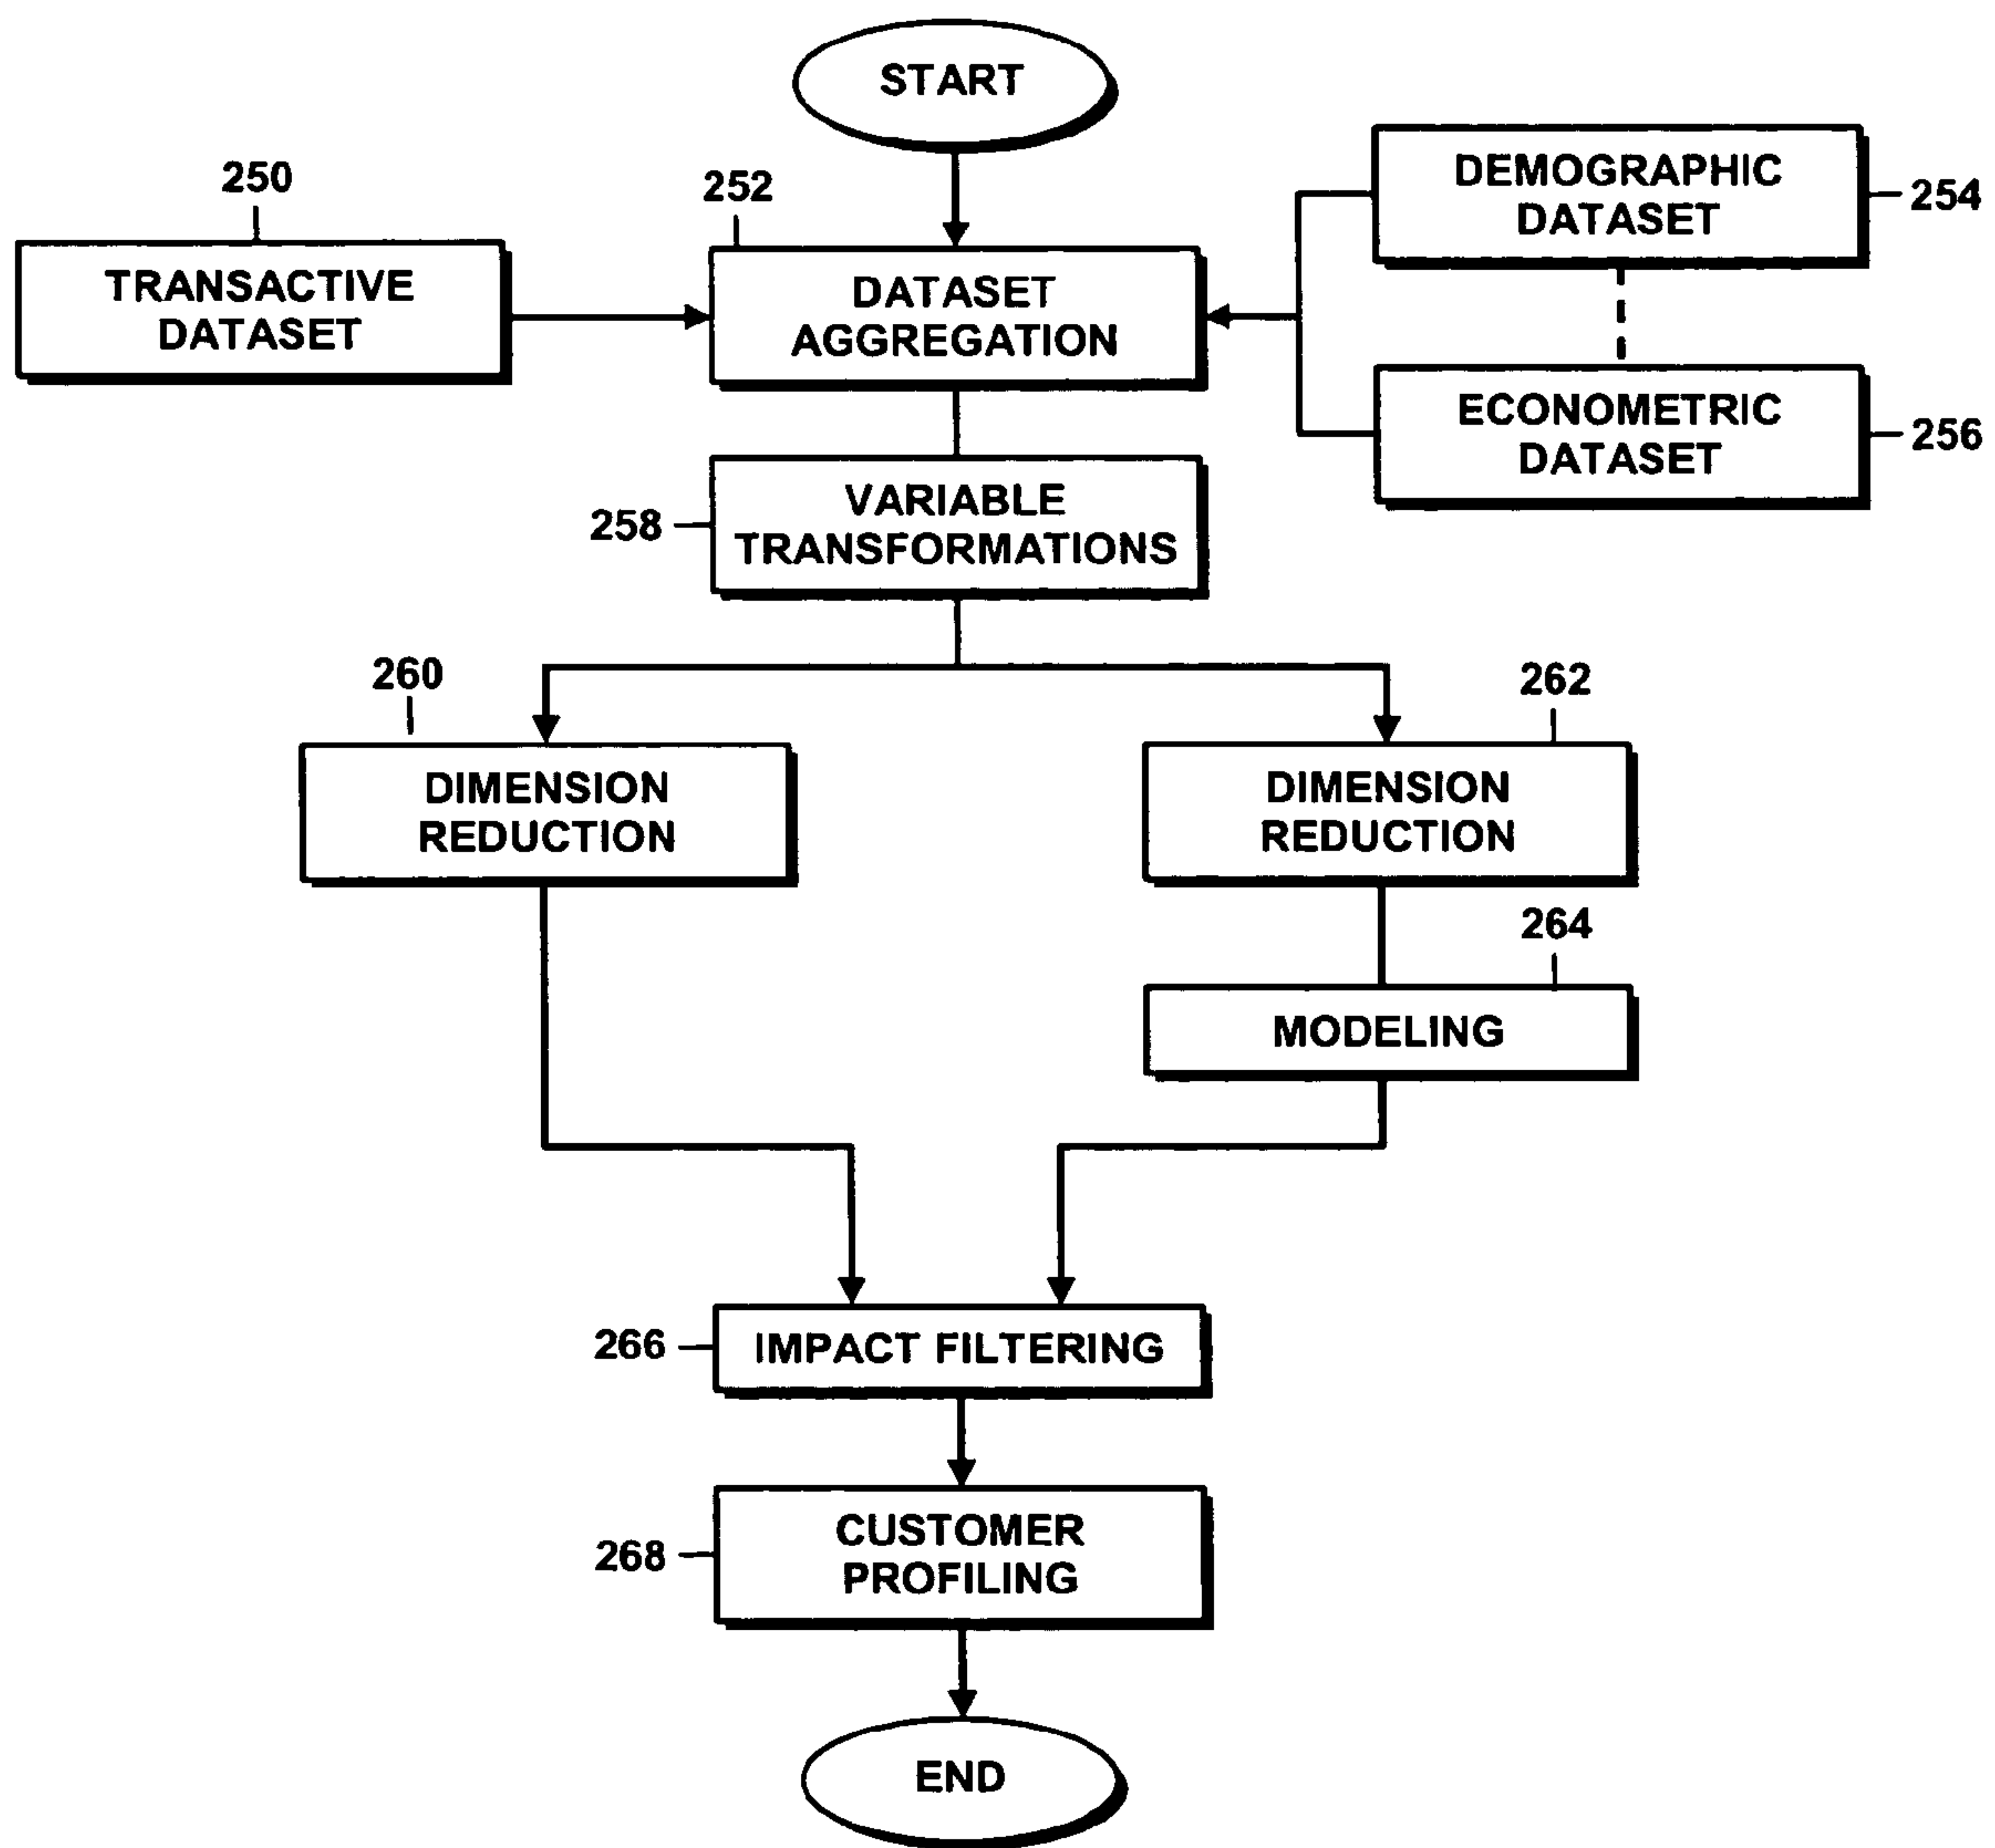 START
250
252
DEMOGRAPHIC
DATASET
254
TRANSACTIVE
DATASET
DATASET
AGGREGATION
ECONOMETRIC
DATASET
256
258
VARIABLE
TRANSFORMATIONS
260
262
DIMENSION
REDUCTION
DIMENSION
REDUCTION
264
MODELING
266
IMPACT FILTERING
268
CUSTOMER
PROFILING
END